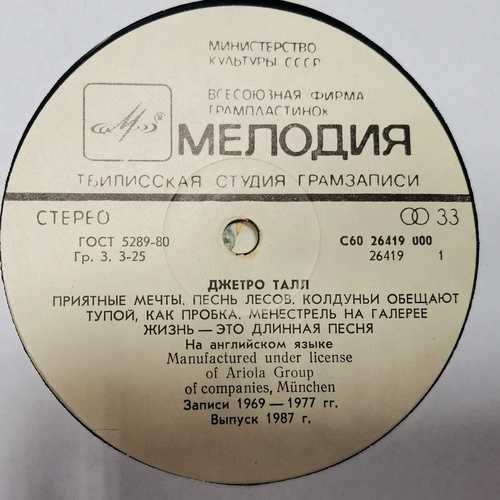 МИНИСТЕРСТВО
КУЛЬТУРЫ СССР
ВСЕСОЮЗНАЯ ФИРМА
ГРАМПЛАСТИНОК
МЕЛОДИЯ
ТБИЛИССКАЯ СТУДИЯ ГРАМЗАПИСИ
СТЕРЕО
33
ГОСТ 5289-80
Гр. 3. 3-25
С60 26419 000
26419 1
ДЖЕТРО ТАЛЛ
ПРИЯТНЫЕ МЕЧТЫ. ПЕСНЬ ЛЕСОВ. КОЛДУНЬИ ОБЕЩАЮТ
ТУПОЙ, КАК ПРОБКА. МЕНЕСТРЕЛЬ НА ГАЛЕРЕЕ
ЖИЗНЬ — ЭТО ДЛИННАЯ ПЕСНЯ
На английском языке
Manufactured under license
of Ariola Group
of companies, München
Записи 1969 — 1977 гг.
Выпуск 1987 г.